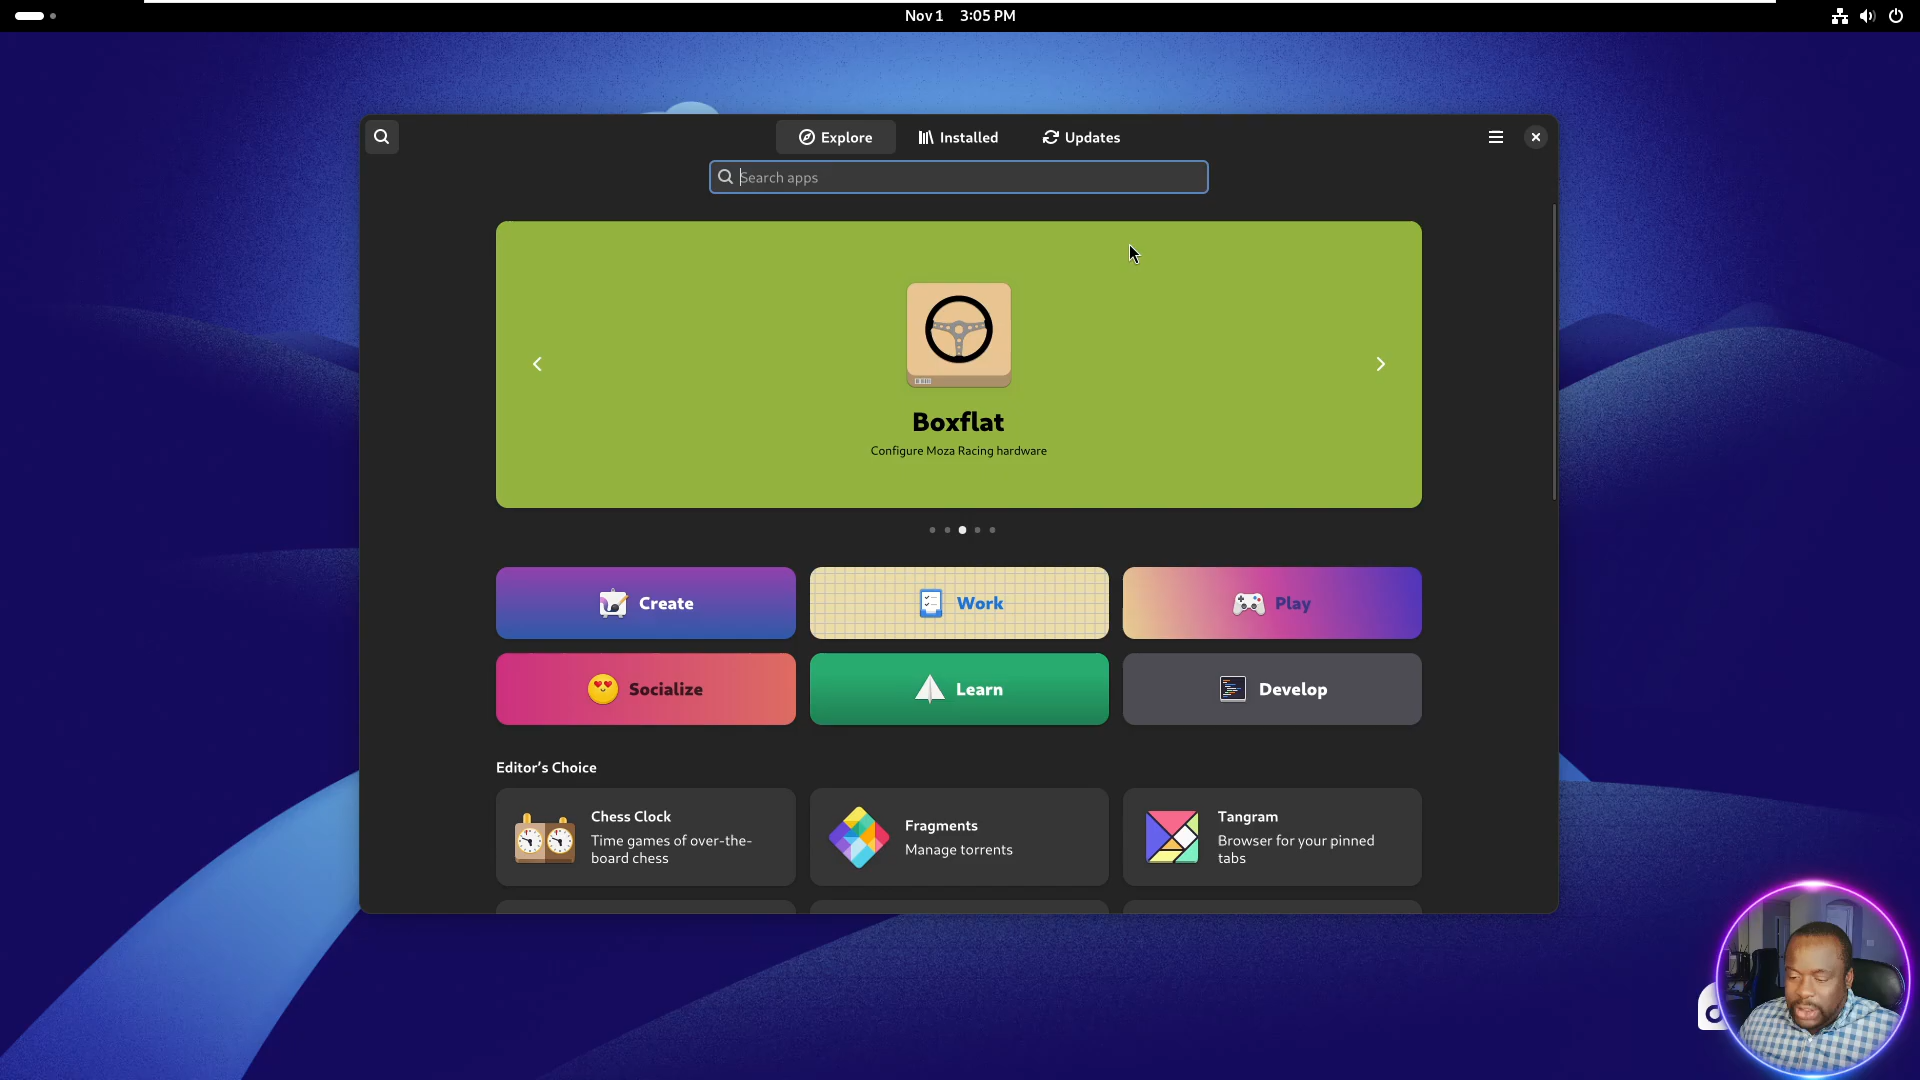 Nov 1 3:05 PM
Explore
Installed
Updates
Search apps
Boxflat
Configure Moza Racing hardware
Create
Work
Play
Socialize
Learn
Develop
Editor's Choice
Chess Clock
Time games of over-the-
board chess
Fragments
Manage torrents
Tangram
Browser for your pinned
tabs